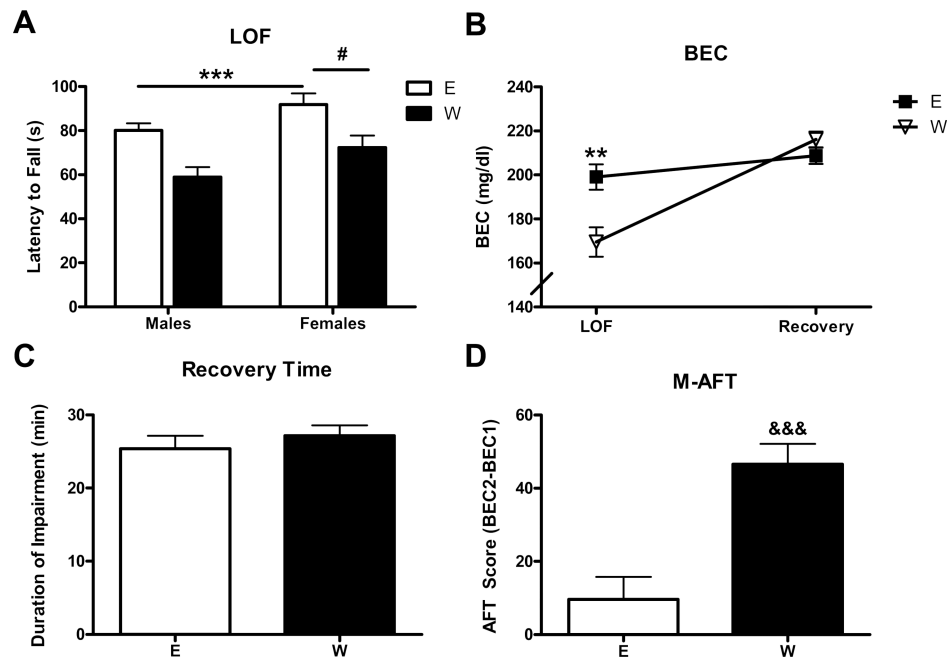 A
LOF
***
#
E
W
Latency to Fall (s)
100
80
60
40
20
0
Males
Females
B
BEC
E
W
**
BEC (mg/dl)
240
220
200
180
160
140
LOF
Recovery
C
Recovery Time
Duration of Impairment (min)
30
20
10
0
E
W
D
M-AFT
&&&
AFT Score (BEC2-BEC1)
60
40
20
0
E
W